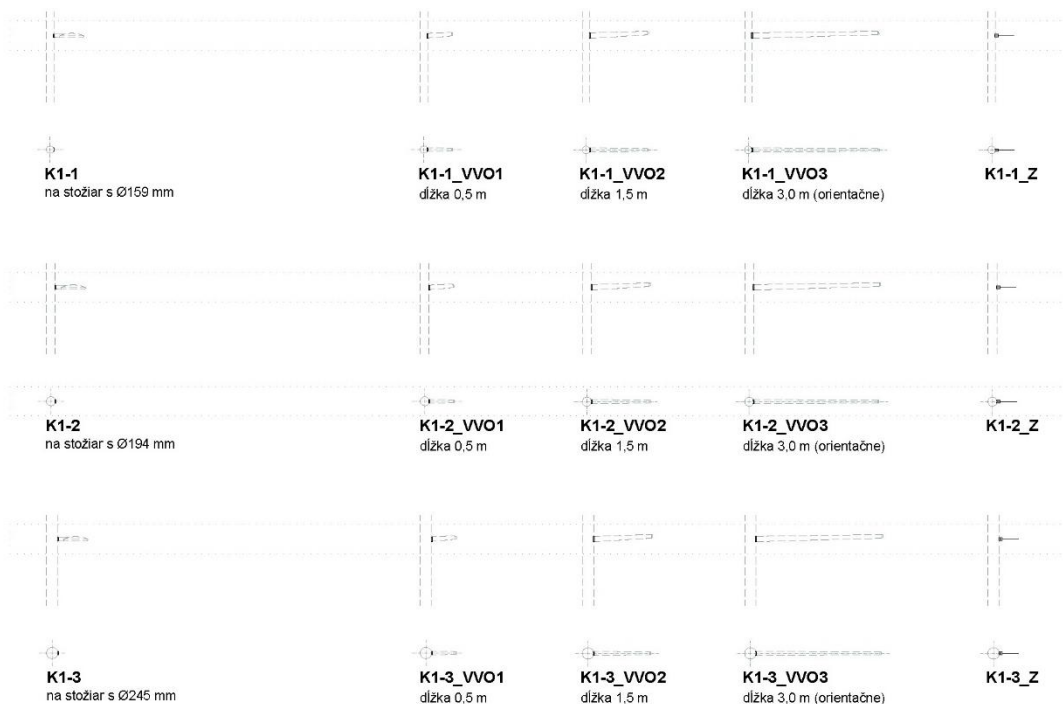 K1-1
na stožiar s Ø159 mm
K1-1_VVO1
dĺžka 0,5 m
K1-1_VVO2
dĺžka 1,5 m
K1-1_VVO3
dĺžka 3,0 m (orientačne)
K1-1_Z
K1-2
na stožiar s Ø194 mm
K1-2_VVO1
dĺžka 0,5 m
K1-2_VVO2
dĺžka 1,5 m
K1-2_VVO3
dĺžka 3,0 m (orientačne)
K1-2_Z
K1-3
na stožiar s Ø245 mm
K1-3_VVO1
dĺžka 0,5 m
K1-3_VVO2
dĺžka 1,5 m
K1-3_VVO3
dĺžka 3,0 m (orientačne)
K1-3_Z